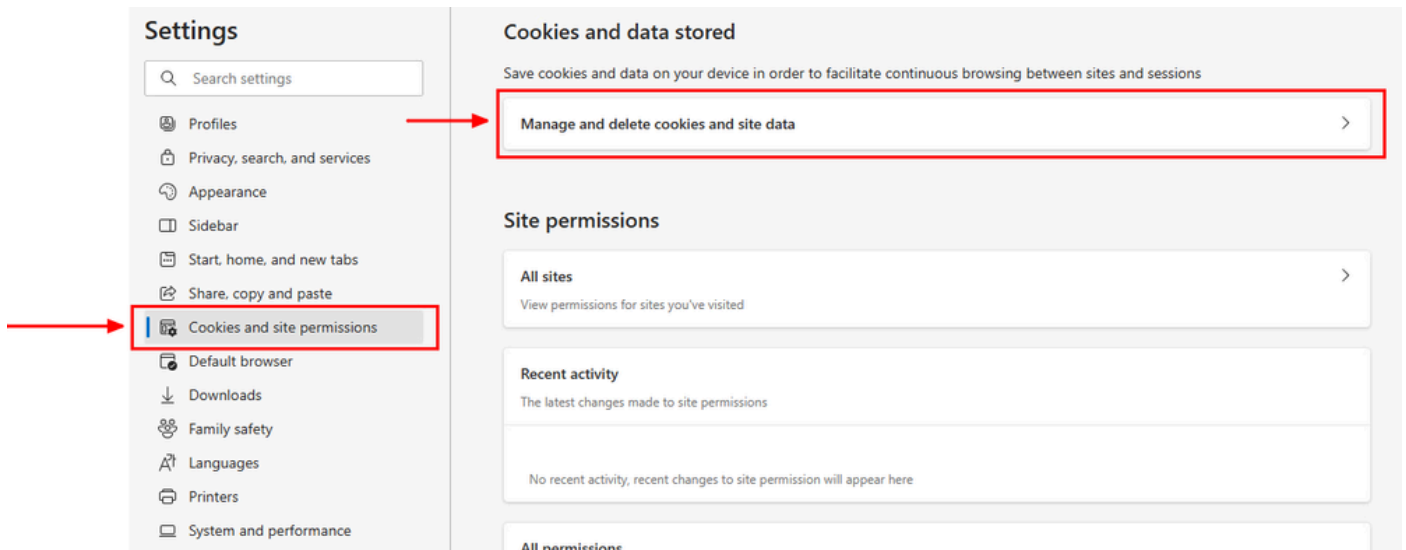 Settings
Search settings
Profiles
Privacy, search, and services
Appearance
Sidebar
Start, home, and new tabs
Share, copy and paste
Cookies and site permissions
Default browser
Downloads
Family safety
Languages
Printers
System and performance
Cookies and data stored
Save cookies and data on your device in order to facilitate continuous browsing between sites and sessions
Manage and delete cookies and site data
Site permissions
All sites
View permissions for sites you've visited
Recent activity
The latest changes made to site permissions
No recent activity, recent changes to site permission will appear here
All permissions